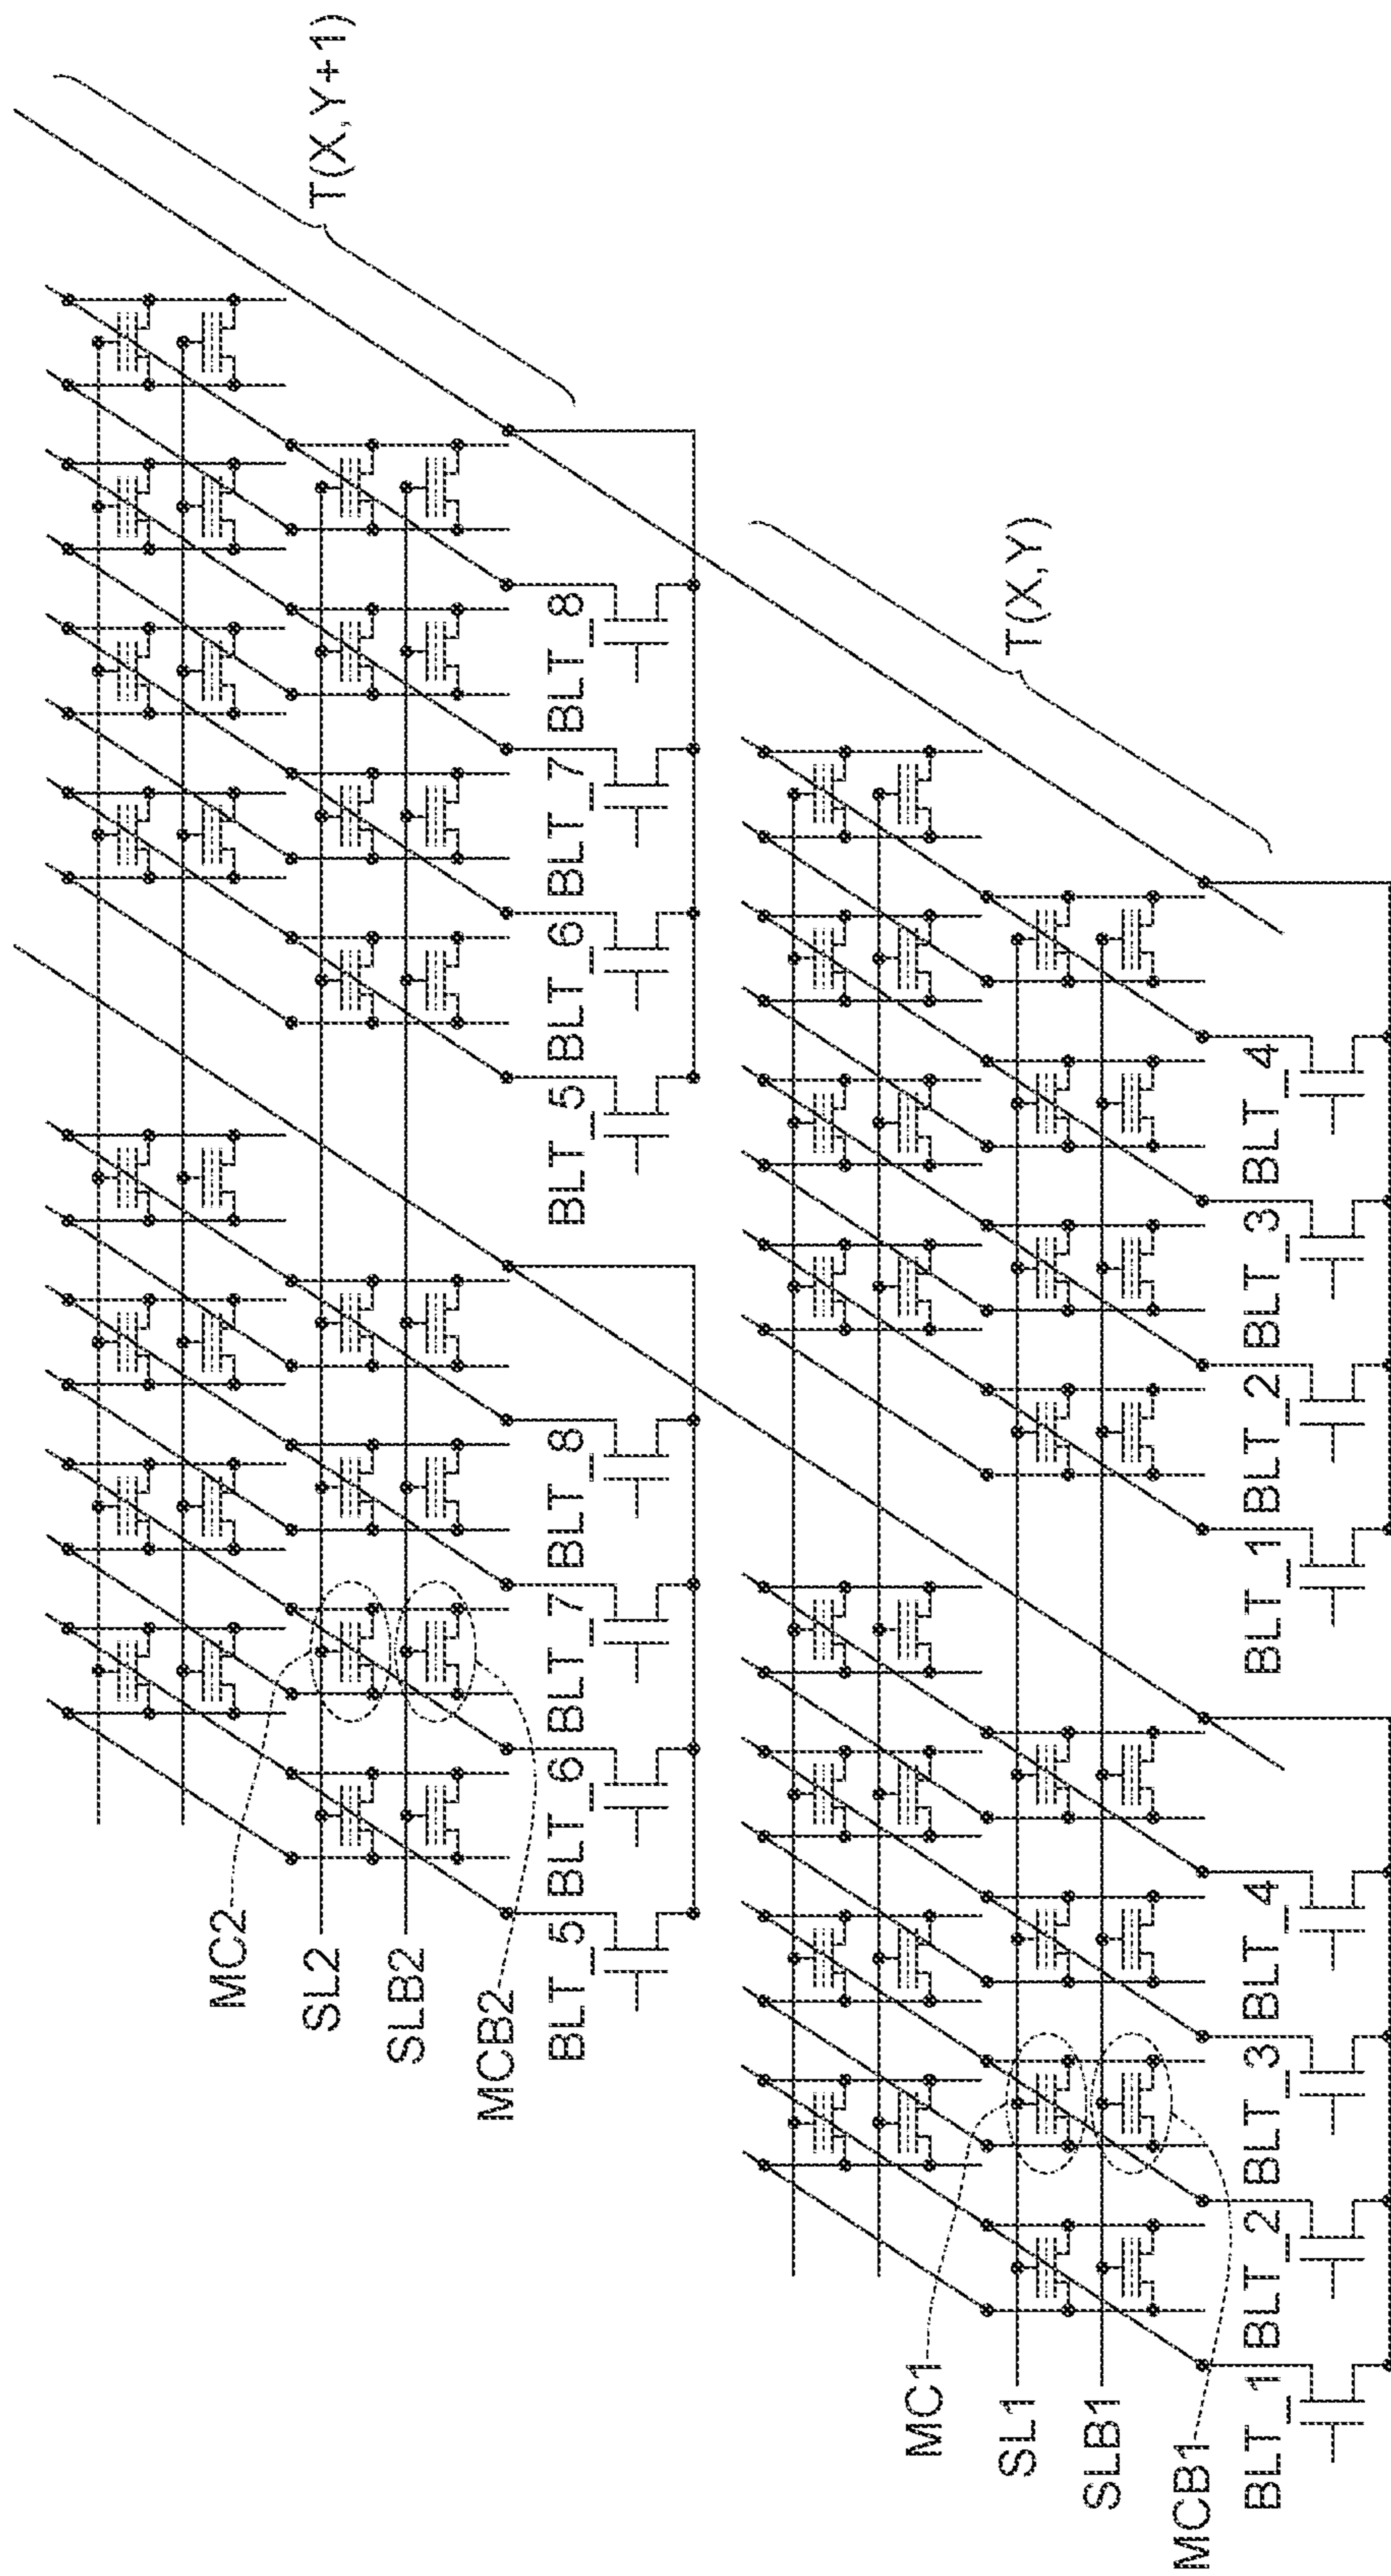 T(X,Y+1)
MC2
SL2
SLB2
MCB2
BLT_5 BLT_6 BLT_7 BLT_8
BLT_5 BLT_6 BLT_7 BLT_8
T(X,Y)
MC1
SL1
SLB1
MCB1
BLT_1 BLT_2 BLT_3 BLT_4
BLT_1 BLT_2 BLT_3 BLT_4